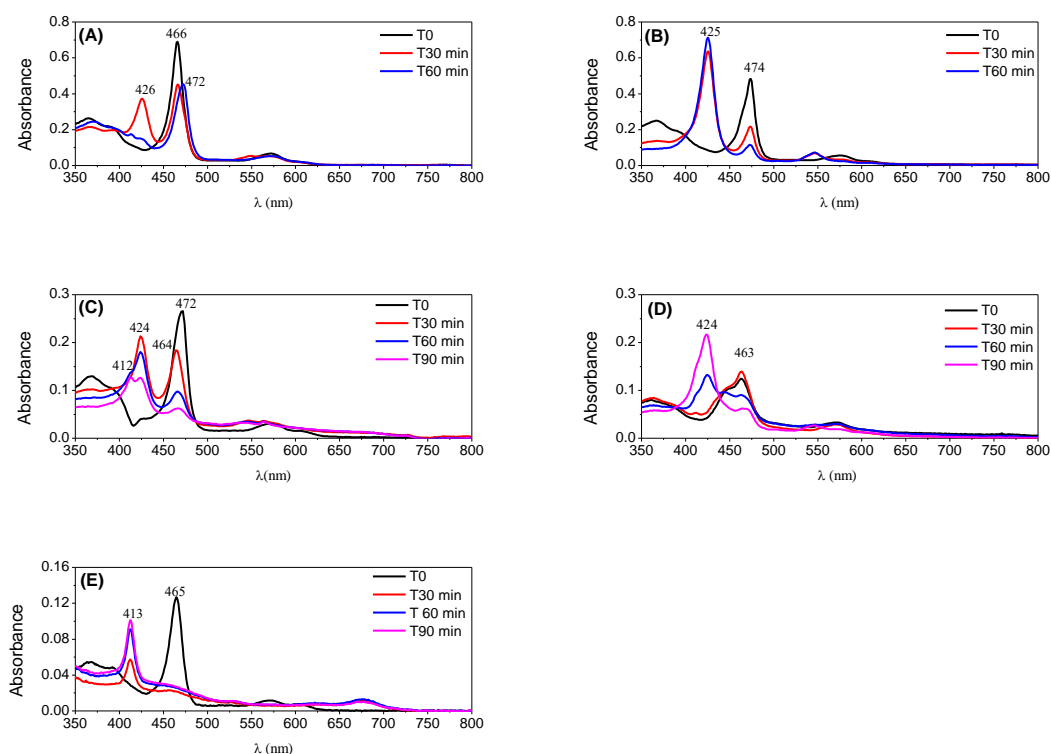 (A)
T0
T30 min
T60 min
466
472
426
Absorbance
0.8
0.6
0.4
0.2
0.0
350 400 450 500 550 600 650 700 750 800
λ (nm)
(B)
T0
T30 min
T60 min
425
474
Absorbance
0.8
0.6
0.4
0.2
0.0
350 400 450 500 550 600 650 700 750 800
λ (nm)
(C)
T0
T30 min
T60 min
T90 min
472
424
464
412
Absorbance
0.3
0.2
0.1
0.0
350 400 450 500 550 600 650 700 750 800
λ(nm)
(D)
T0
T30 min
T60 min
T90 min
424
463
Absorbance
0.3
0.2
0.1
0.0
350 400 450 500 550 600 650 700 750 800
λ (nm)
(E)
T0
T30 min
T 60 min
T90 min
413
465
Absorbance
0.16
0.12
0.08
0.04
0.00
350 400 450 500 550 600 650 700 750 800
λ (nm)